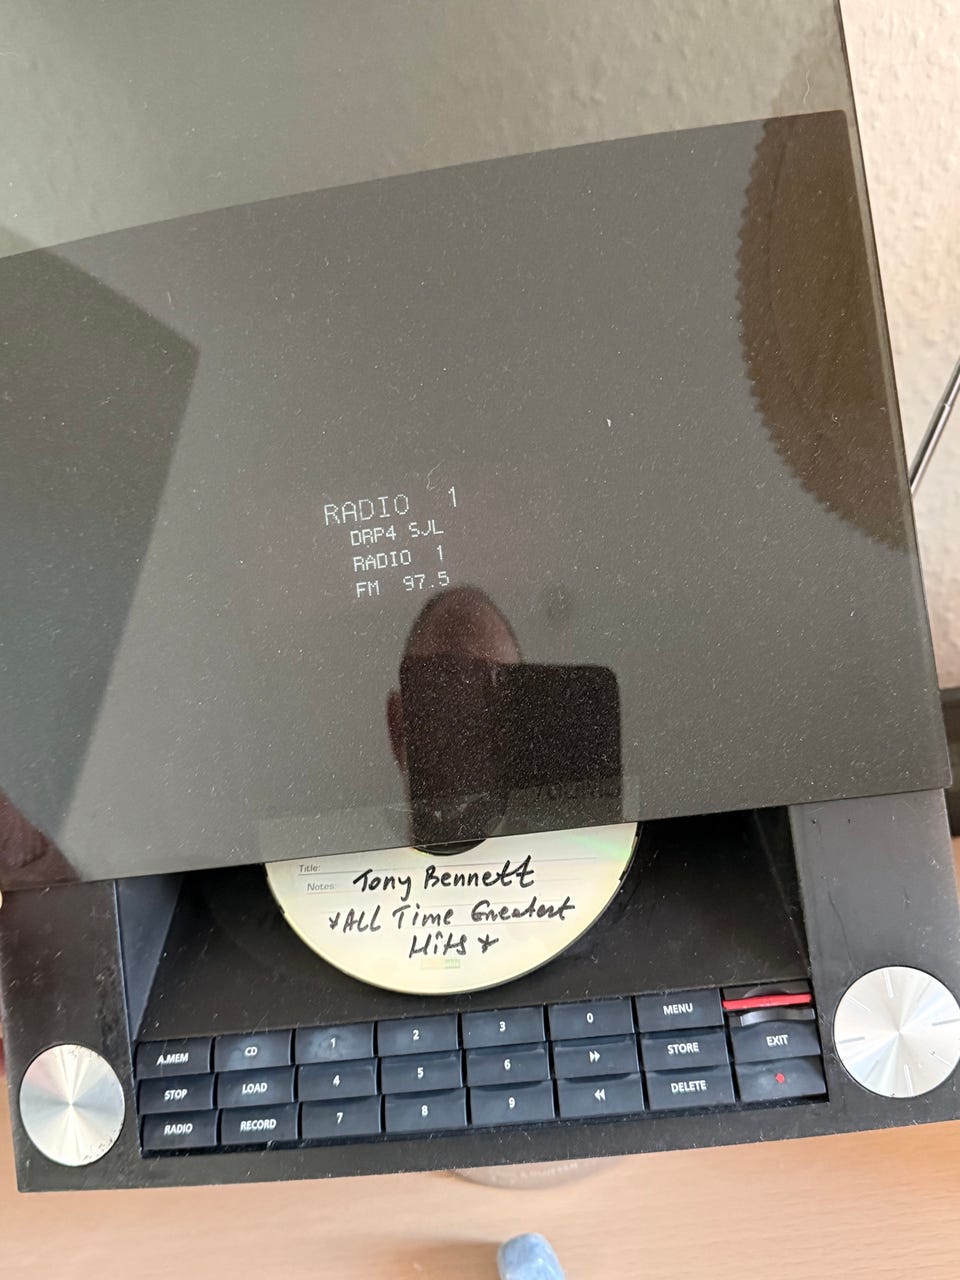 RADIO 1
DRP4 SJL
RADIO 1
FM 97.5
Title:
Notes:
Tony Bennett
*ALL Time Greatest
Hits *
A.MEM CD 1 2 3 0 MENU
STOP LOAD 4 5 6 STORE EXIT
RADIO RECORD 7 8 9 DELETE